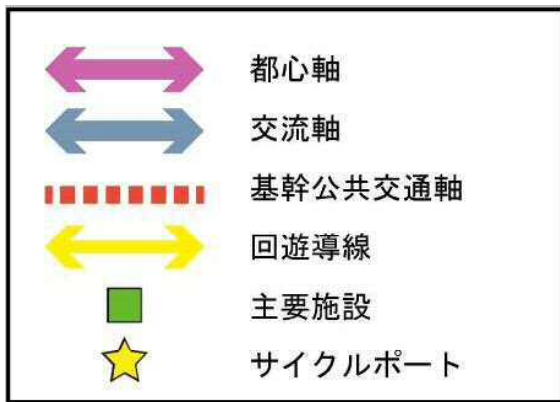 都心軸
交流軸
基幹公共交通軸
回遊導線
主要施設
サイクルポート